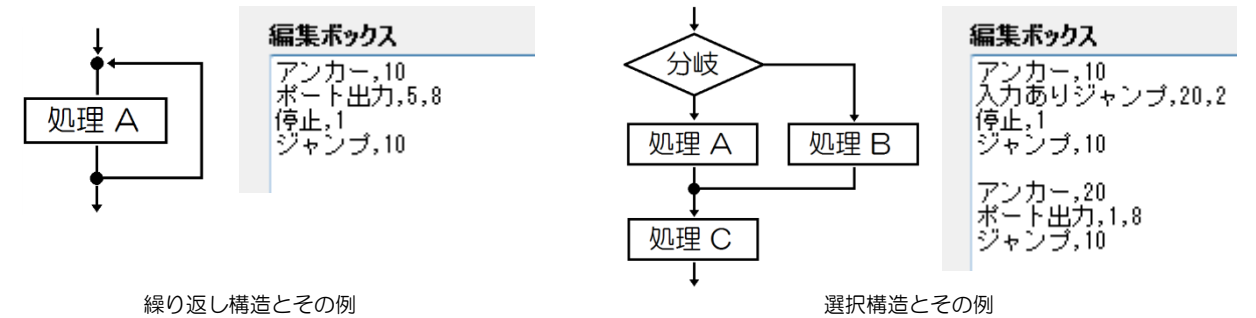 処理 A
編集ボックス
アンカー,10
ポート出力,5,8
停止,1
ジャンプ,10
繰り返し構造とその例
分岐
処理 A
処理 B
処理 C
編集ボックス
アンカー,10
入力ありジャンプ,20,2
停止,1
ジャンプ,10
アンカー,20
ポート出力,1,8
ジャンプ,10
選択構造とその例